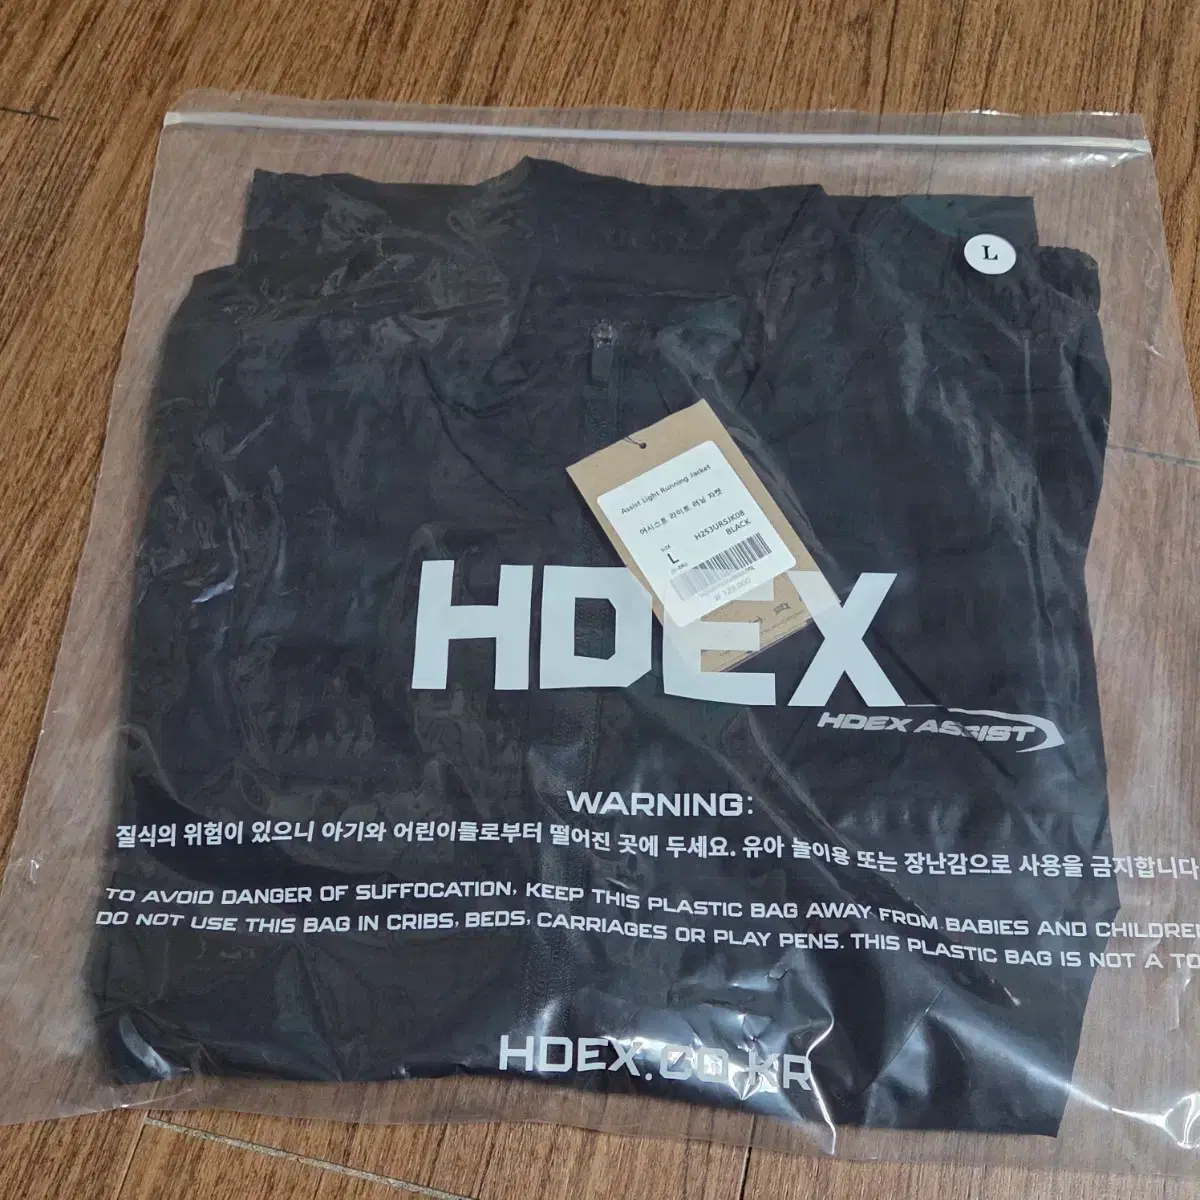 L
Assist Light Running Jacket
어시스트 라이트 러닝 자켓
H253URSJK08
BLACK
SIZE
L
₩ 129,000
HDEX
HDEX ASSIST
WARNING:
질식의 위험이 있으니 아기와 어린이들로부터 떨어진 곳에 두세요. 유아 놀이용 또는 장난감으로 사용을 금지합니다
TO AVOID DANGER OF SUFFOCATION, KEEP THIS PLASTIC BAG AWAY FROM BABIES AND CHILDREN
DO NOT USE THIS BAG IN CRIBS, BEDS, CARRIAGES OR PLAY PENS. THIS PLASTIC BAG IS NOT A TO
HDEX.CO.KR